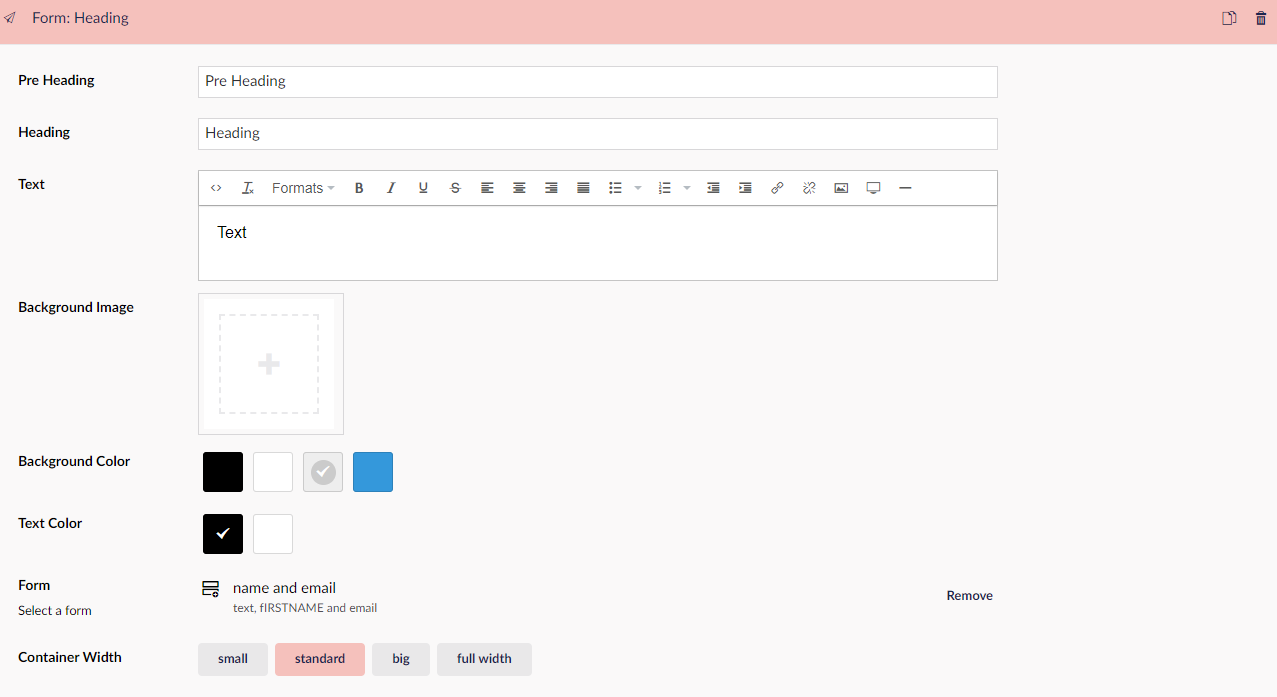 Form: Heading
Pre Heading
Pre Heading
Heading
Heading
Text
Formats B I U S
Text
Background Image
Background Color
Text Color
Form
name and email
Select a form
text, fIRSTNAME and email
Remove
Container Width
small standard big full width